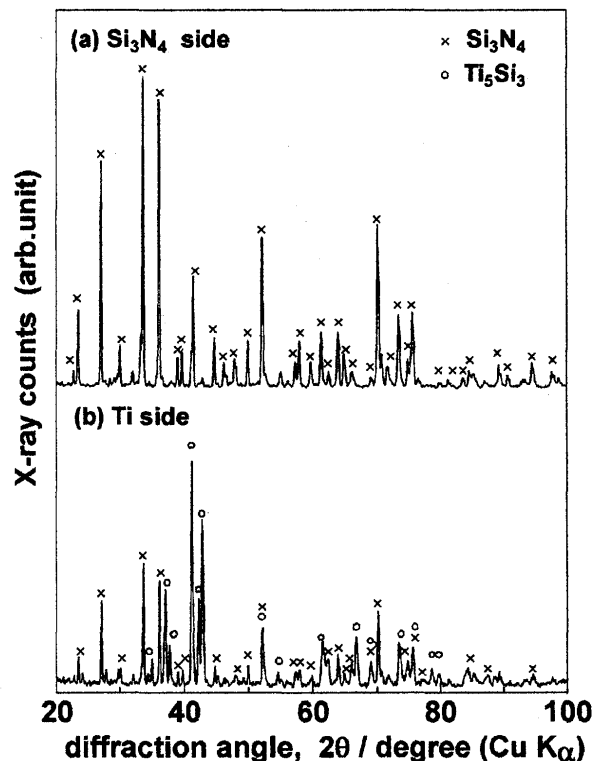 (a) Si3N4 side
× Si3N4
o Ti5Si3
(b) Ti side
X-ray counts (arb.unit)
20 40 60 80 100
diffraction angle, 2θ / degree (Cu Kα)